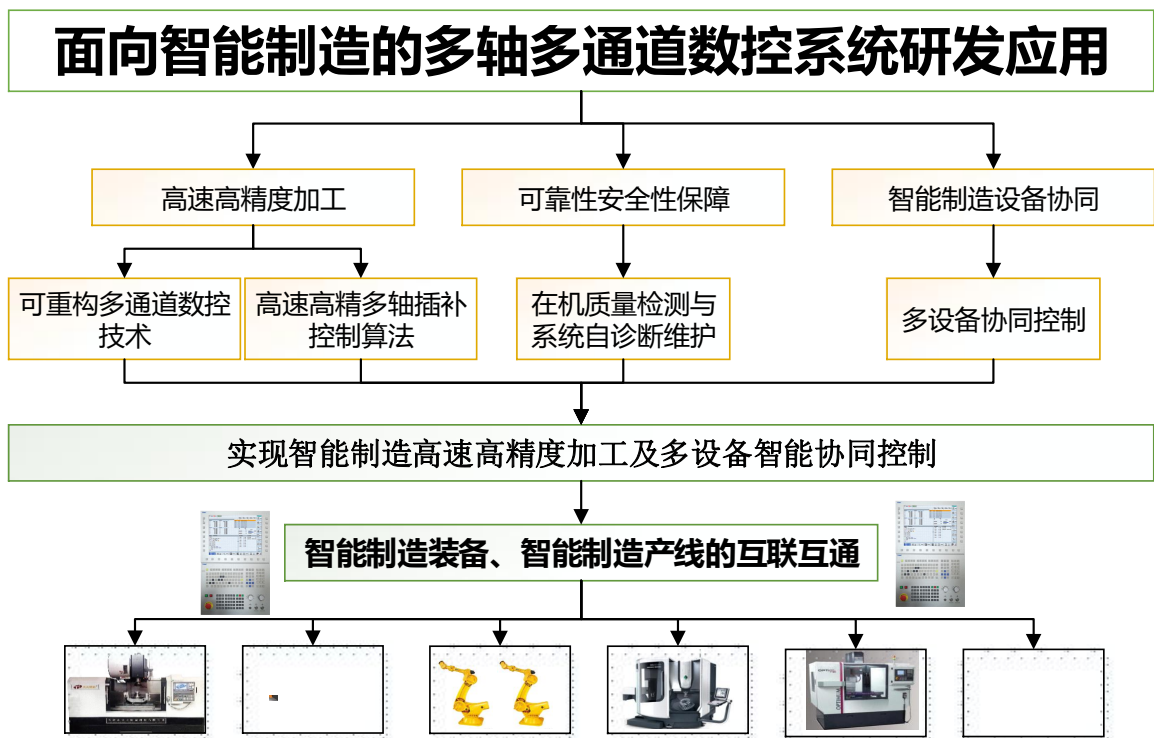 面向智能制造的多轴多通道数控系统研发应用
高速高精度加工
可靠性安全性保障
智能制造设备协同
可重构多通道数控
技术
高速高精多轴插补
控制算法
在机质量检测与
系统自诊断维护
多设备协同控制
实现智能制造高速高精度加工及多设备智能协同控制
智能制造装备、智能制造产线的互联互通